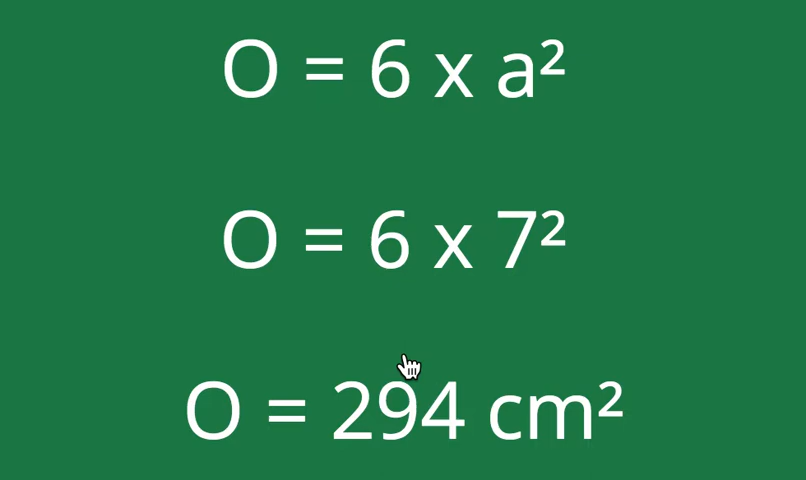 O = 6 x a²
O = 6 x 7²
O = 294 cm²